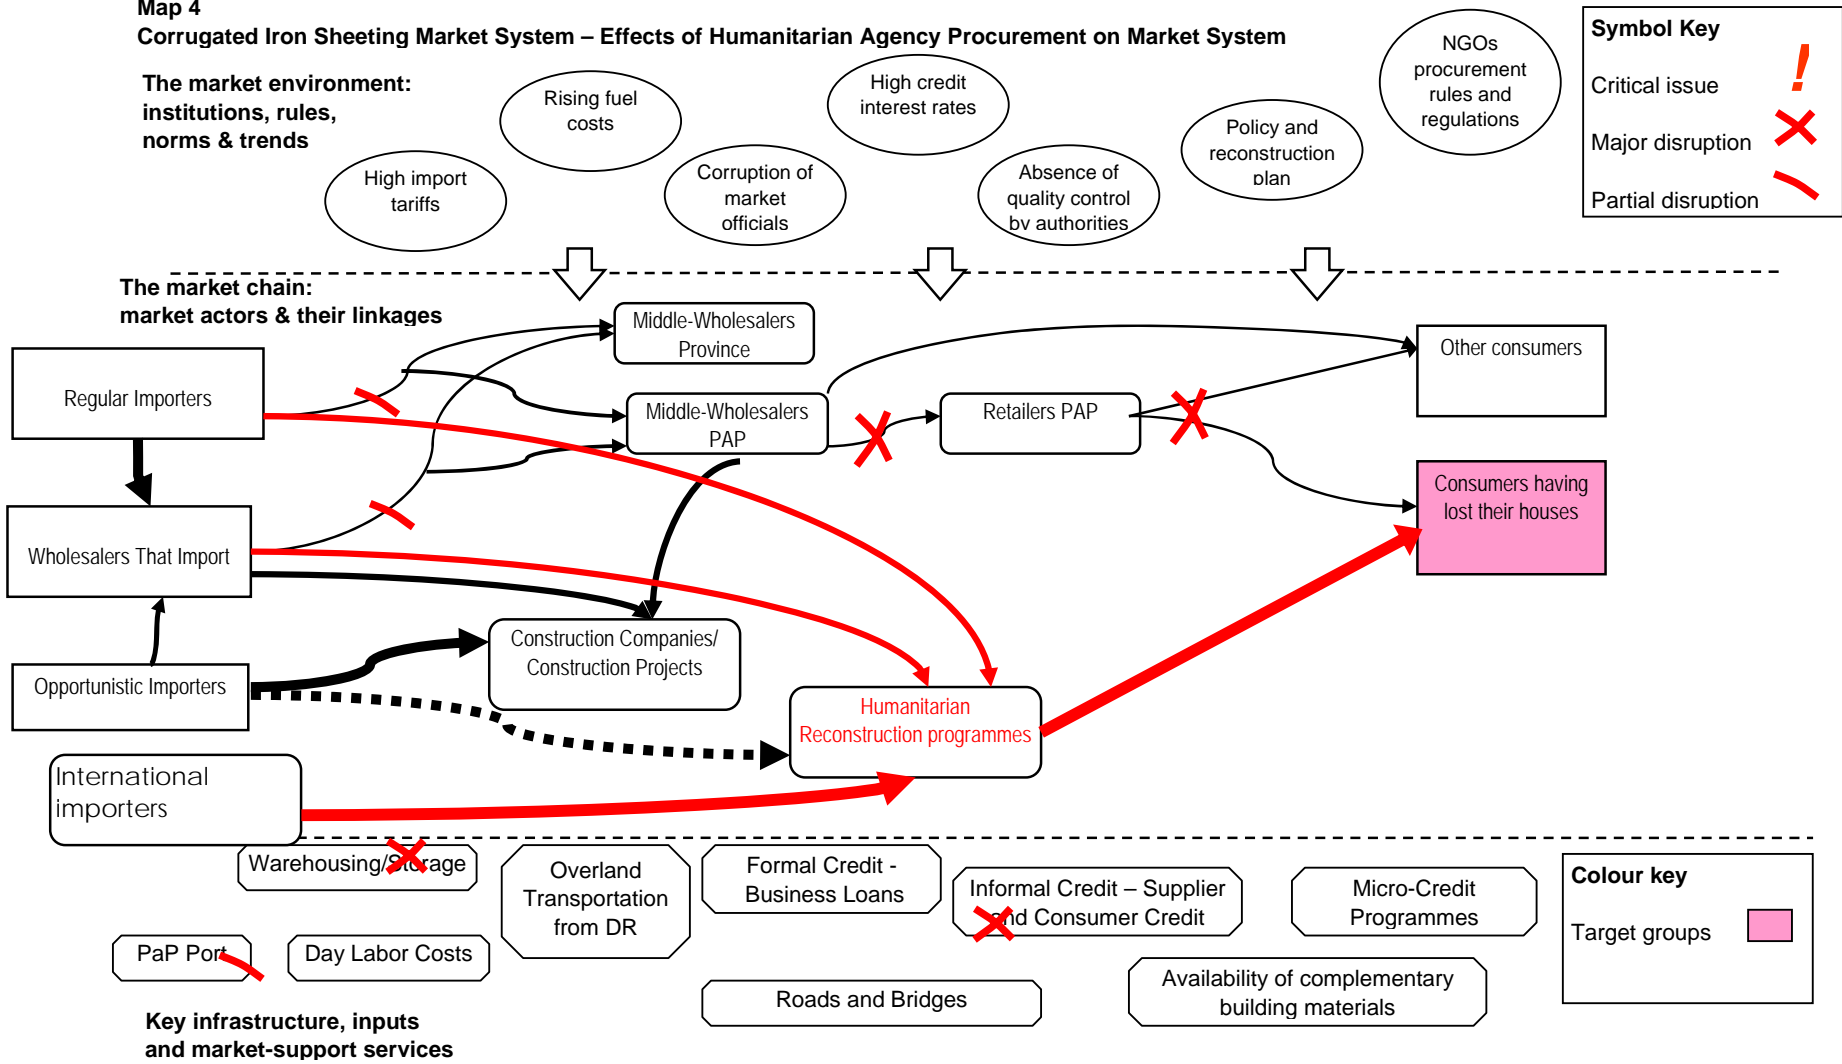 Map 4
Corrugated Iron Sheeting Market System – Effects of Humanitarian Agency Procurement on Market System
The market environment:
institutions, rules,
norms & trends
High import
tariffs
Rising fuel
costs
Corruption of
market
officials
High credit
interest rates
Absence of
quality control
by authorities
Policy and
reconstruction
plan
NGOs
procurement
rules and
regulations
Symbol Key
Critical issue
!
Major disruption
Partial disruption
The market chain:
market actors & their linkages
Middle-Wholesalers
Province
Other consumers
Regular Importers
Middle-Wholesalers
PAP
Retailers PAP
Consumers having
lost their houses
Wholesalers That Import
Construction Companies/
Construction Projects
Opportunistic Importers
Humanitarian
Reconstruction programmes
International
importers
Warehousing/Storage
Overland
Transportation
from DR
Formal Credit -
Business Loans
Informal Credit – Supplier
and Consumer Credit
Micro-Credit
Programmes
Colour key
Target groups
PaP Port
Day Labor Costs
Roads and Bridges
Availability of complementary
building materials
Key infrastructure, inputs
and market-support services